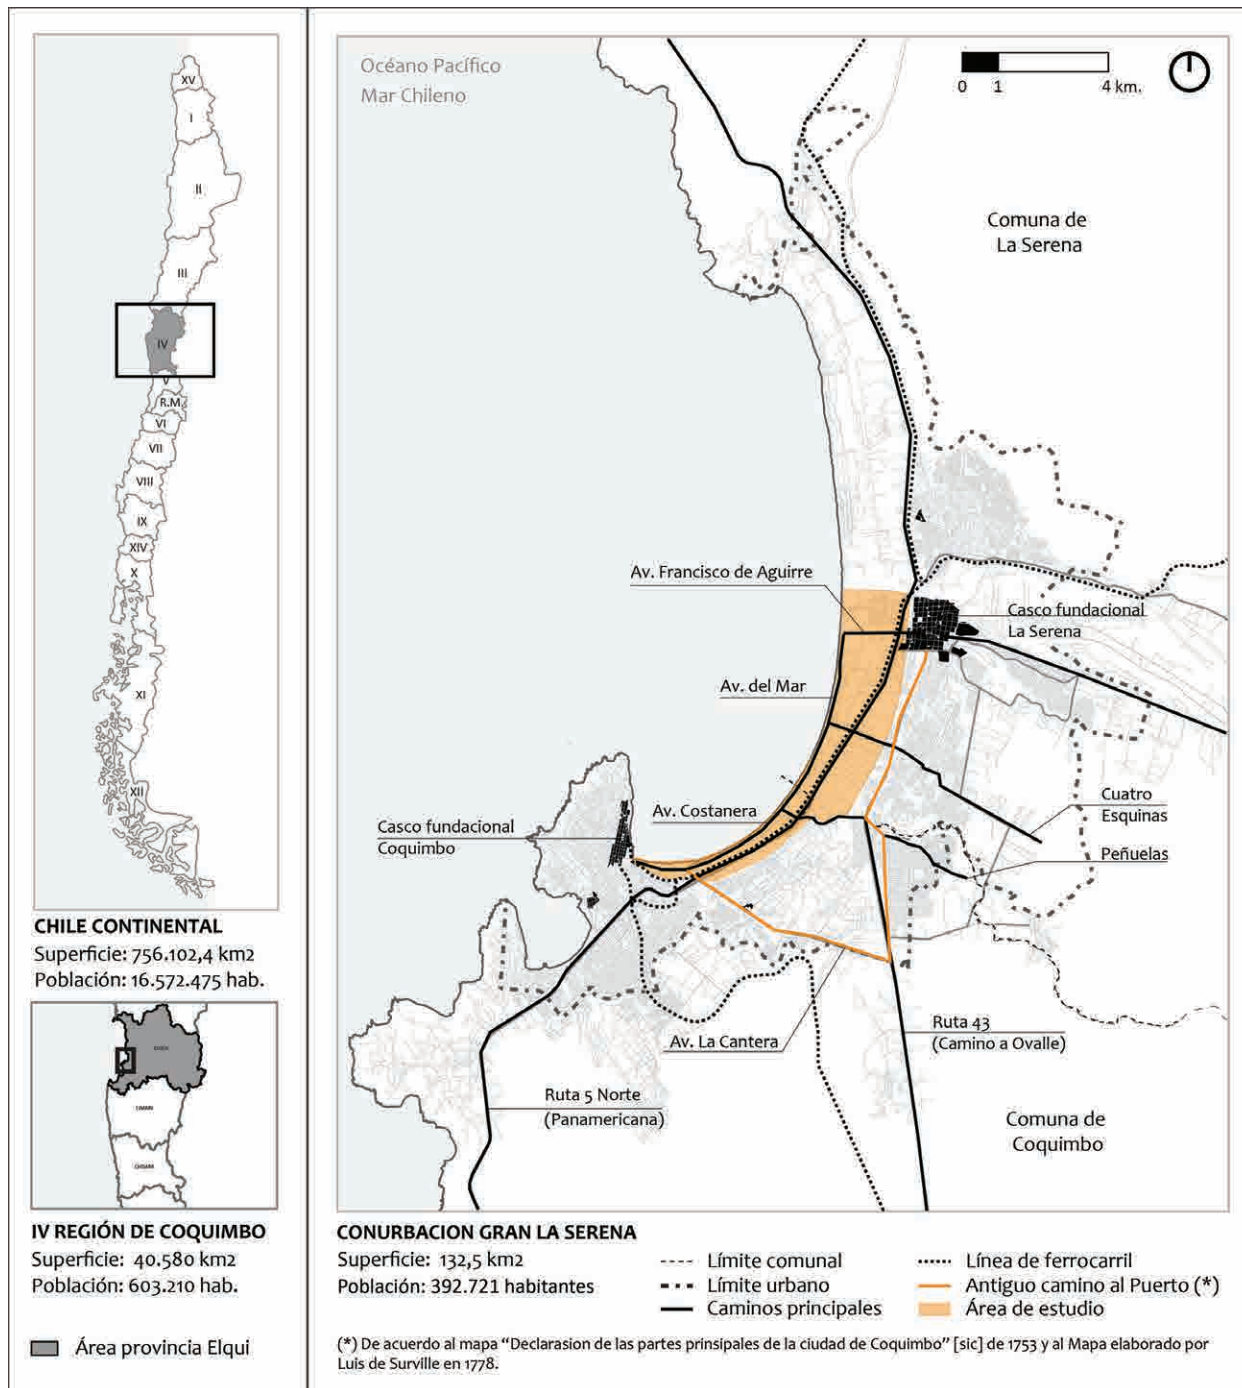 XV
I
II
III
IV
V
R.M
VI
VII
VIII
IX
XIV
X
XI
XII
CHILE CONTINENTAL
Superficie: 756.102,4 km2
Población: 16.572.475 hab.
IV REGIÓN DE COQUIMBO
Superficie: 40.580 km2
Población: 603.210 hab.
Área provincia Elqui
Océano Pacífico
Mar Chileno
0 1 4 km.
Comuna de
La Serena
Av. Francisco de Aguirre
Casco fundacional
La Serena
Av. del Mar
Av. Costanera
Casco fundacional
Coquimbo
Cuatro
Esquinas
Peñuelas
Av. La Cantera
Ruta 43
(Camino a Ovalle)
Ruta 5 Norte
(Panamericana)
Comuna de
Coquimbo
CONURBACION GRAN LA SERENA
Superficie: 132,5 km2
Población: 392.721 habitantes
Límite comunal
Límite urbano
Caminos principales
Línea de ferrocarril
Antiguo camino al Puerto (*)
Área de estudio
(*) De acuerdo al mapa “Declarasion de las partes prinsipales de la ciudad de Coquimbo” [sic] de 1753 y al Mapa elaborado por
Luis de Surville en 1778.